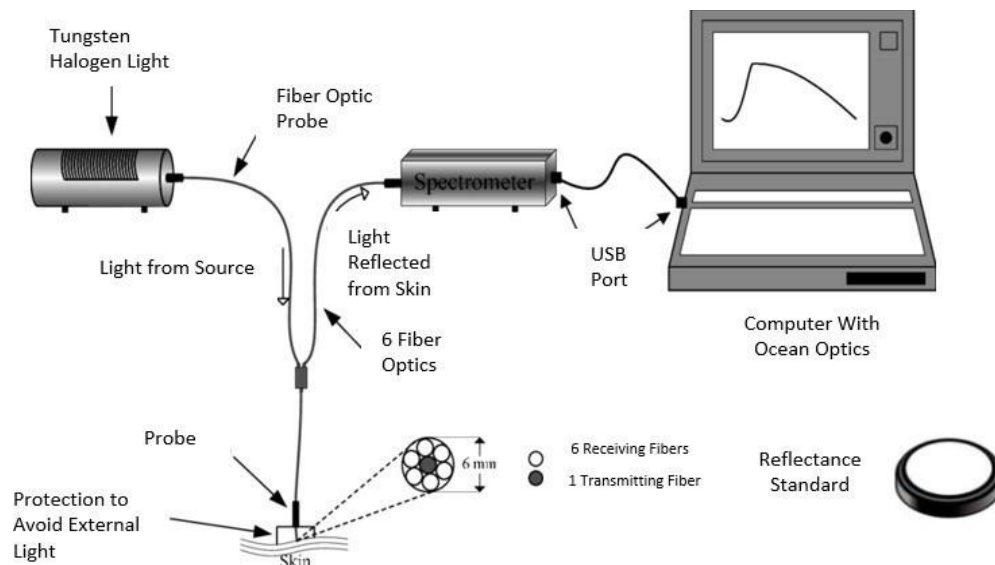 Tungsten
Halogen Light
Fiber Optic
Probe
Spectrometer
Light from Source
Light
Reflected
from Skin
USB
Port
6 Fiber
Optics
Computer With
Ocean Optics
Probe
6 mm
6 Receiving Fibers
1 Transmitting Fiber
Reflectance
Standard
Protection to
Avoid External
Light
Skin